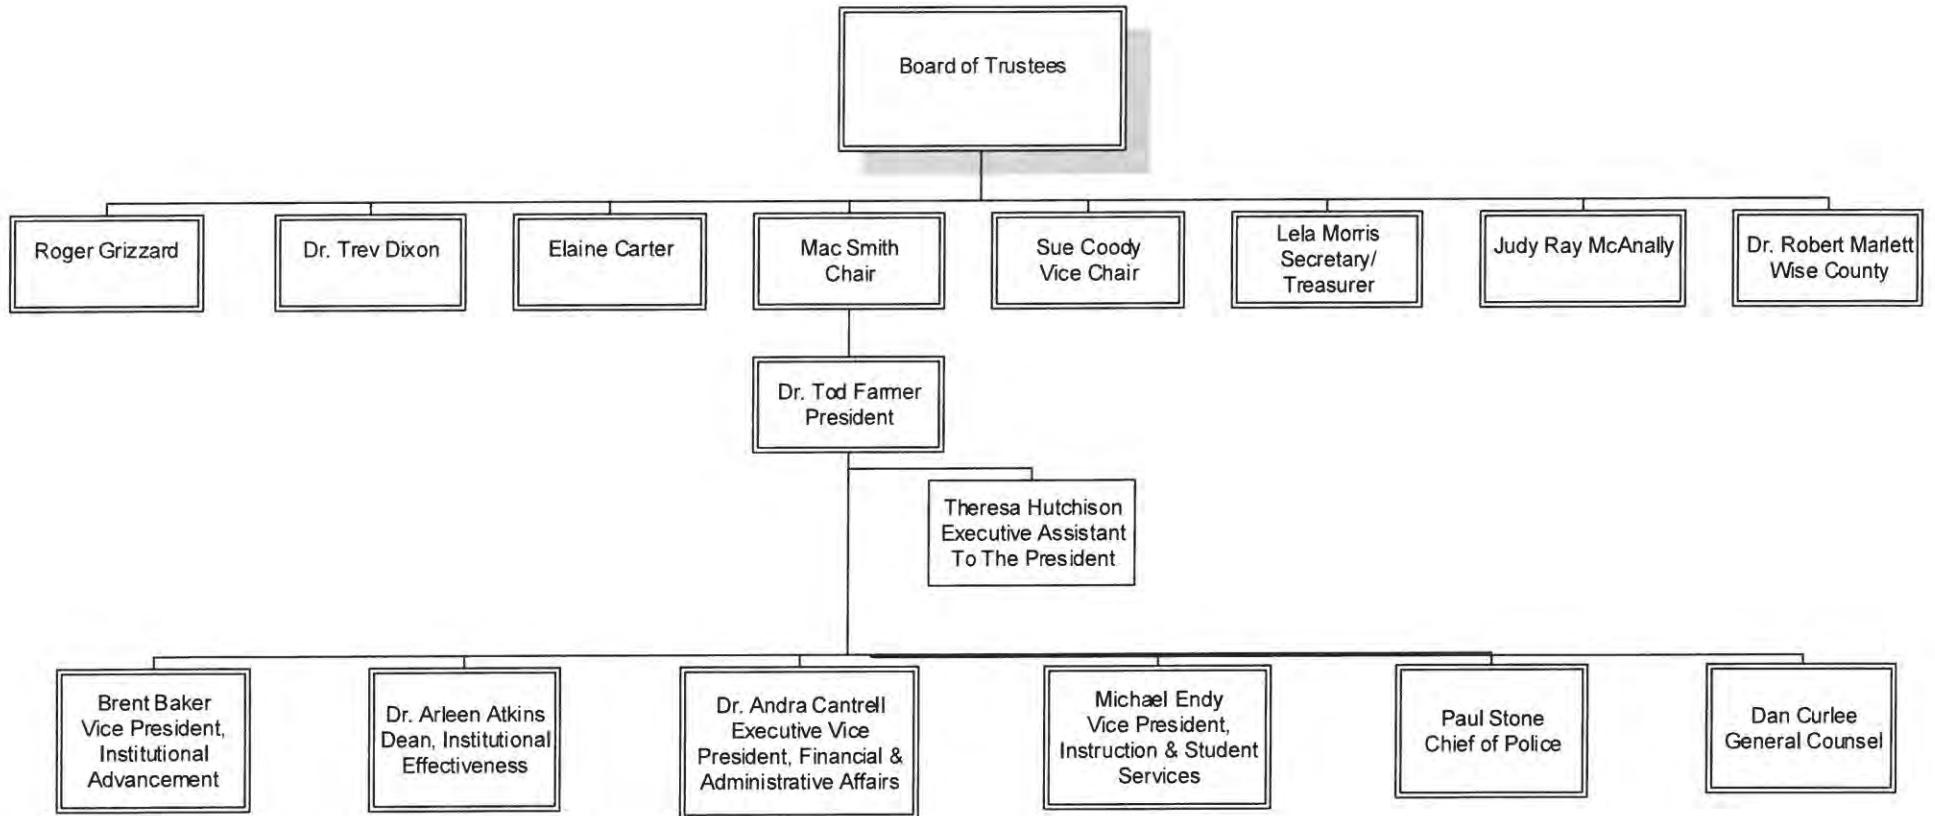 Board of Trustees
Roger Grizzard
Dr. Trev Dixon
Elaine Carter
Mac Smith
Chair
Sue Coody
Vice Chair
Lela Morris
Secretary/
Treasurer
Judy Ray McAnally
Dr. Robert Marlett
Wise County
Dr. Tod Farmer
President
Theresa Hutchison
Executive Assistant
To The President
Brent Baker
Vice President,
Institutional
Advancement
Dr. Arleen Atkins
Dean, Institutional
Effectiveness
Dr. Andra Cantrell
Executive Vice
President, Financial &
Administrative Affairs
Michael Endy
Vice President,
Instruction & Student
Services
Paul Stone
Chief of Police
Dan Curlee
General Counsel